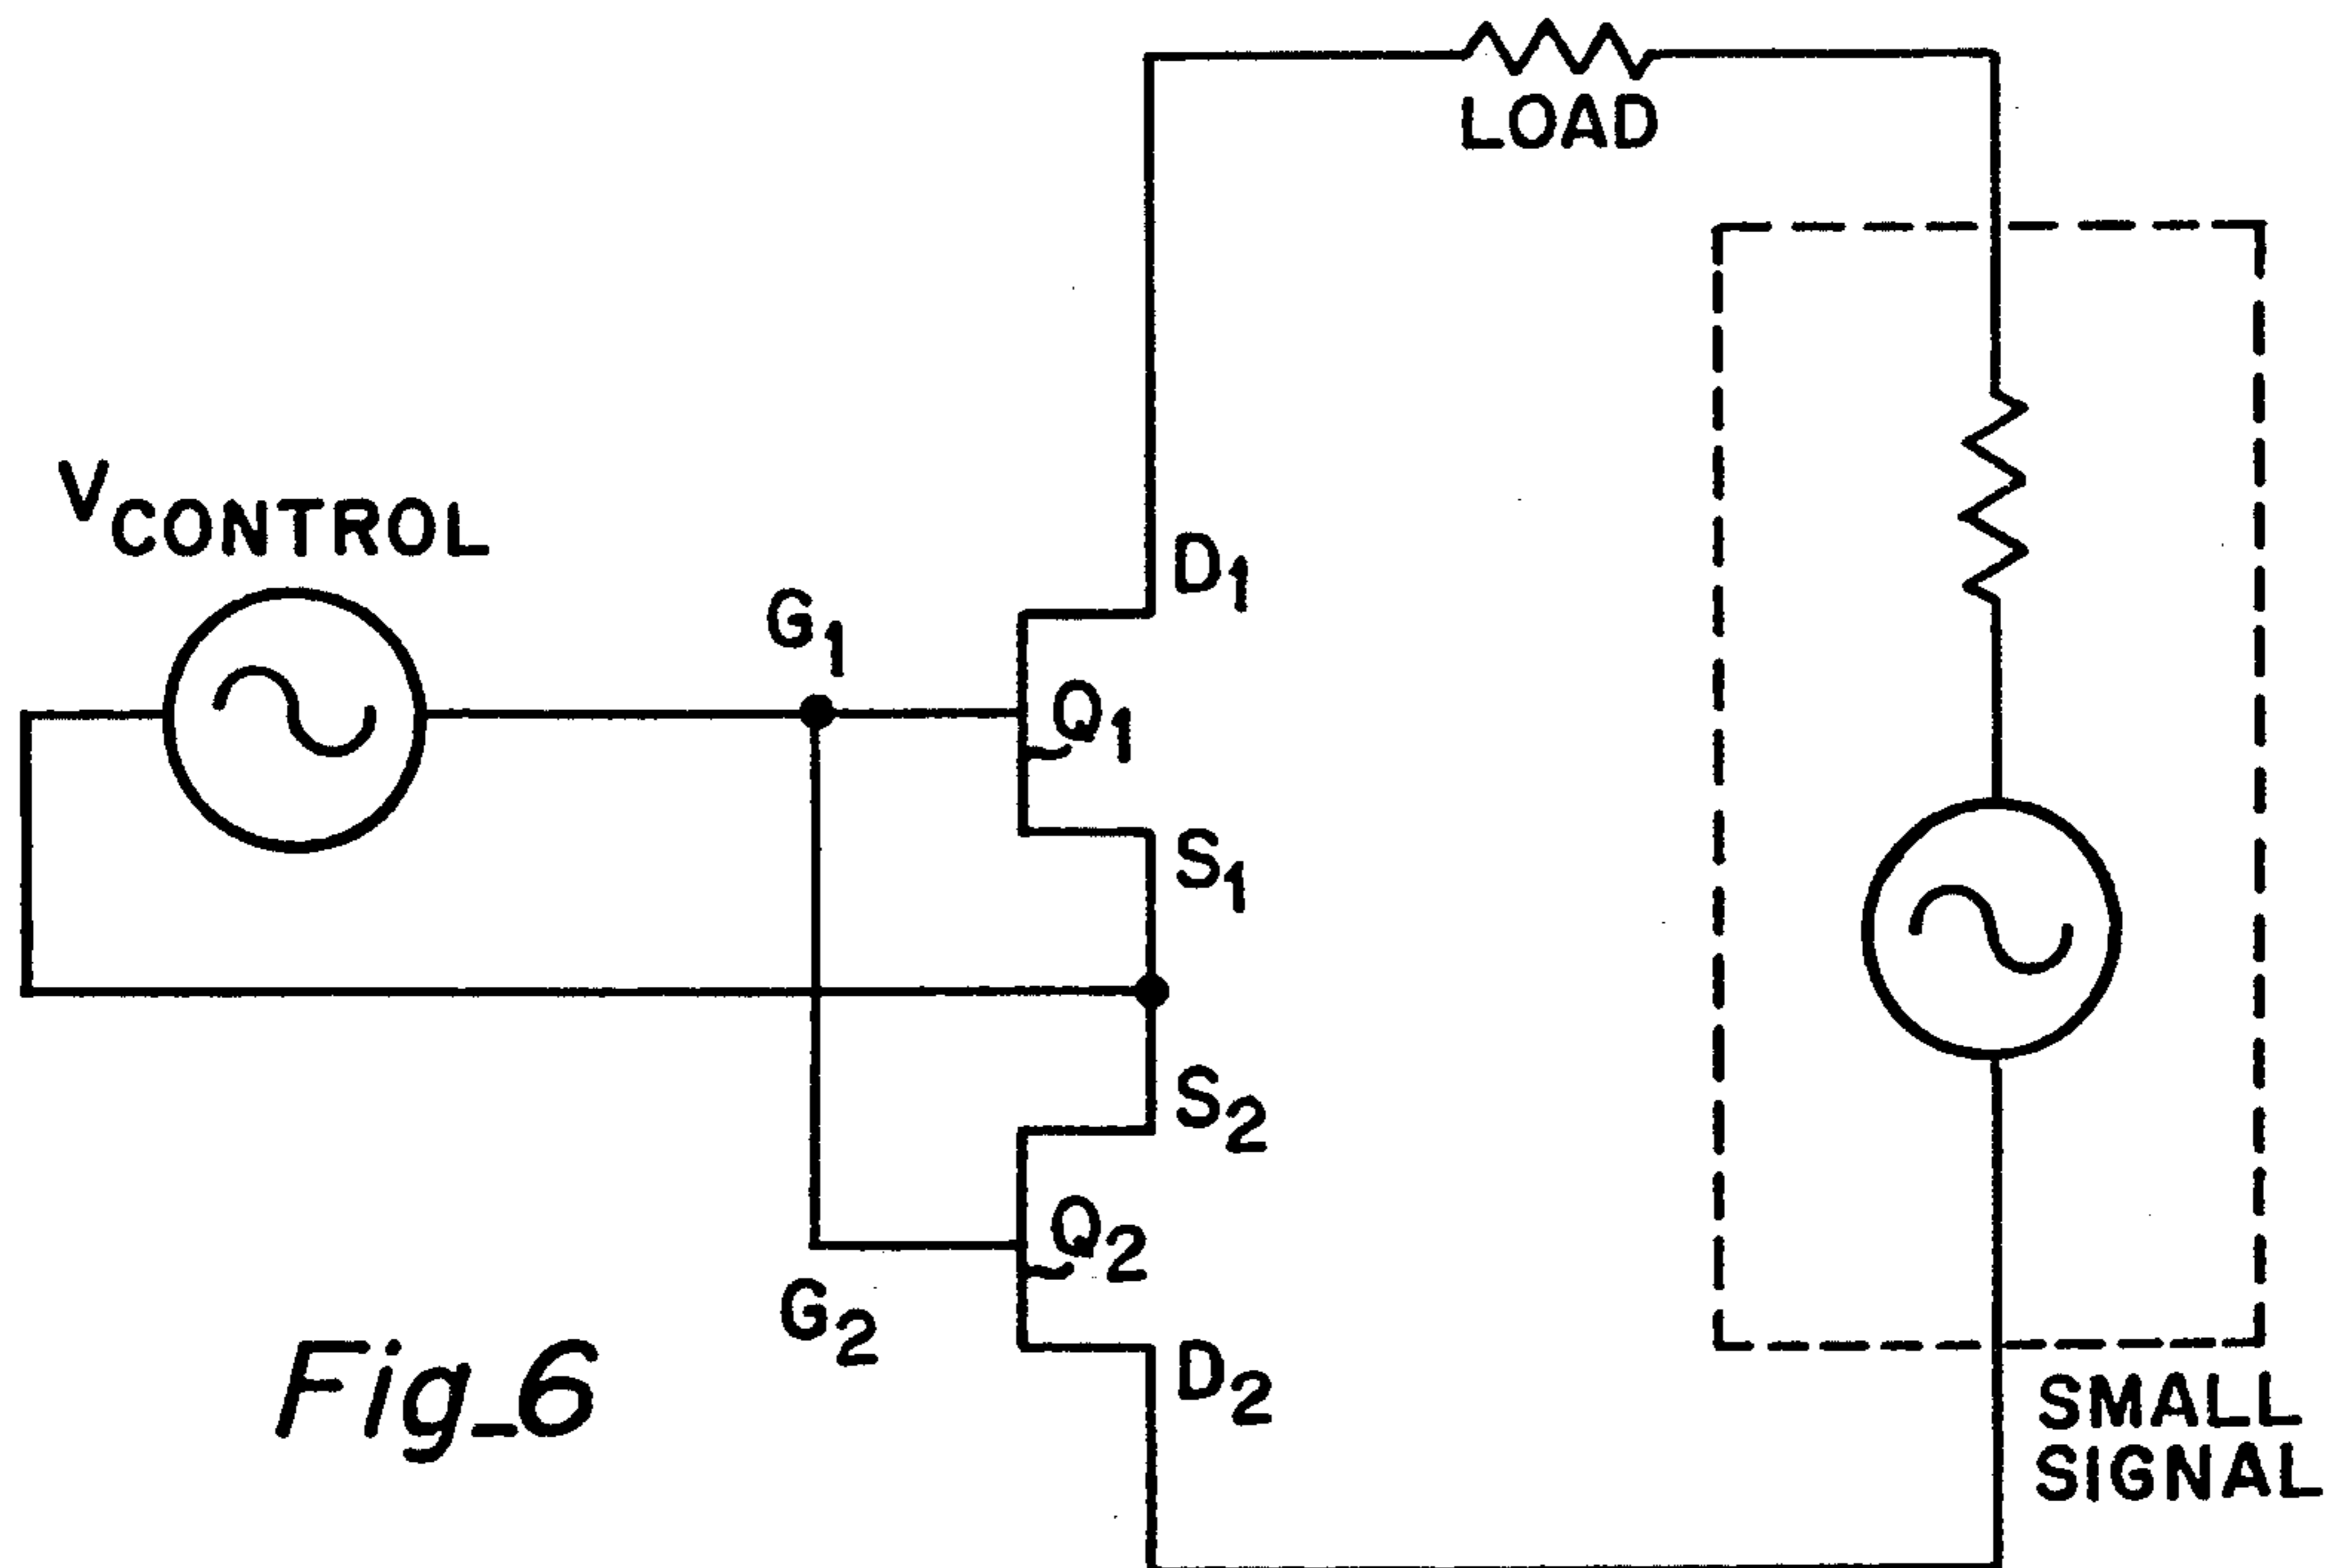 LOAD
VCONTROL
D1
G1
Q1
S1
S2
Q2
G2
D2
Fig_6
SMALL
SIGNAL